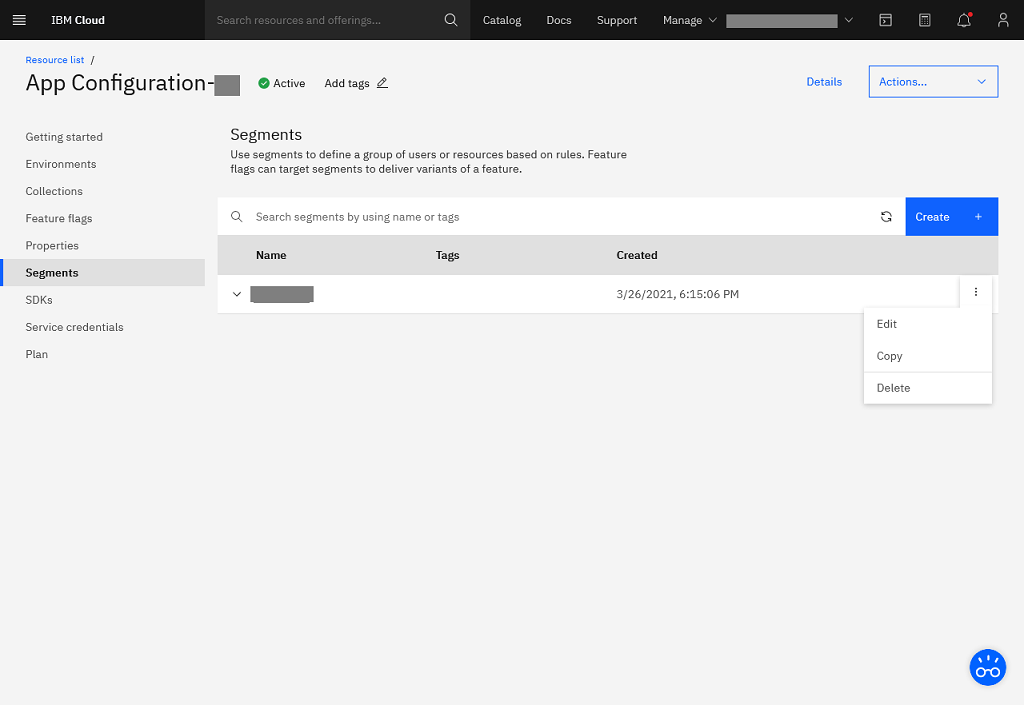 IBM Cloud
Search resources and offerings...
Catalog
Docs
Support
Manage
Resource list /
App Configuration-
Active
Add tags
Details
Actions...
Getting started
Environments
Collections
Feature flags
Properties
Segments
SDKs
Service credentials
Plan
Segments
Use segments to define a group of users or resources based on rules. Feature
flags can target segments to deliver variants of a feature.
Search segments by using name or tags
Create +
Name Tags Created
3/26/2021, 6:15:06 PM
Edit
Copy
Delete